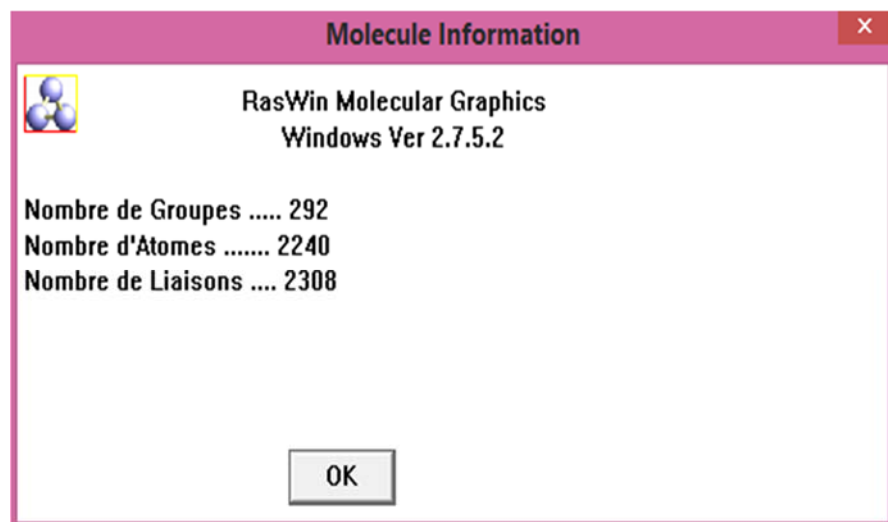 Molecule Information
x
RasWin Molecular Graphics
Windows Ver 2.7.5.2
Nombre de Groupes ..... 292
Nombre d'Atomes ....... 2240
Nombre de Liaisons .... 2308
OK